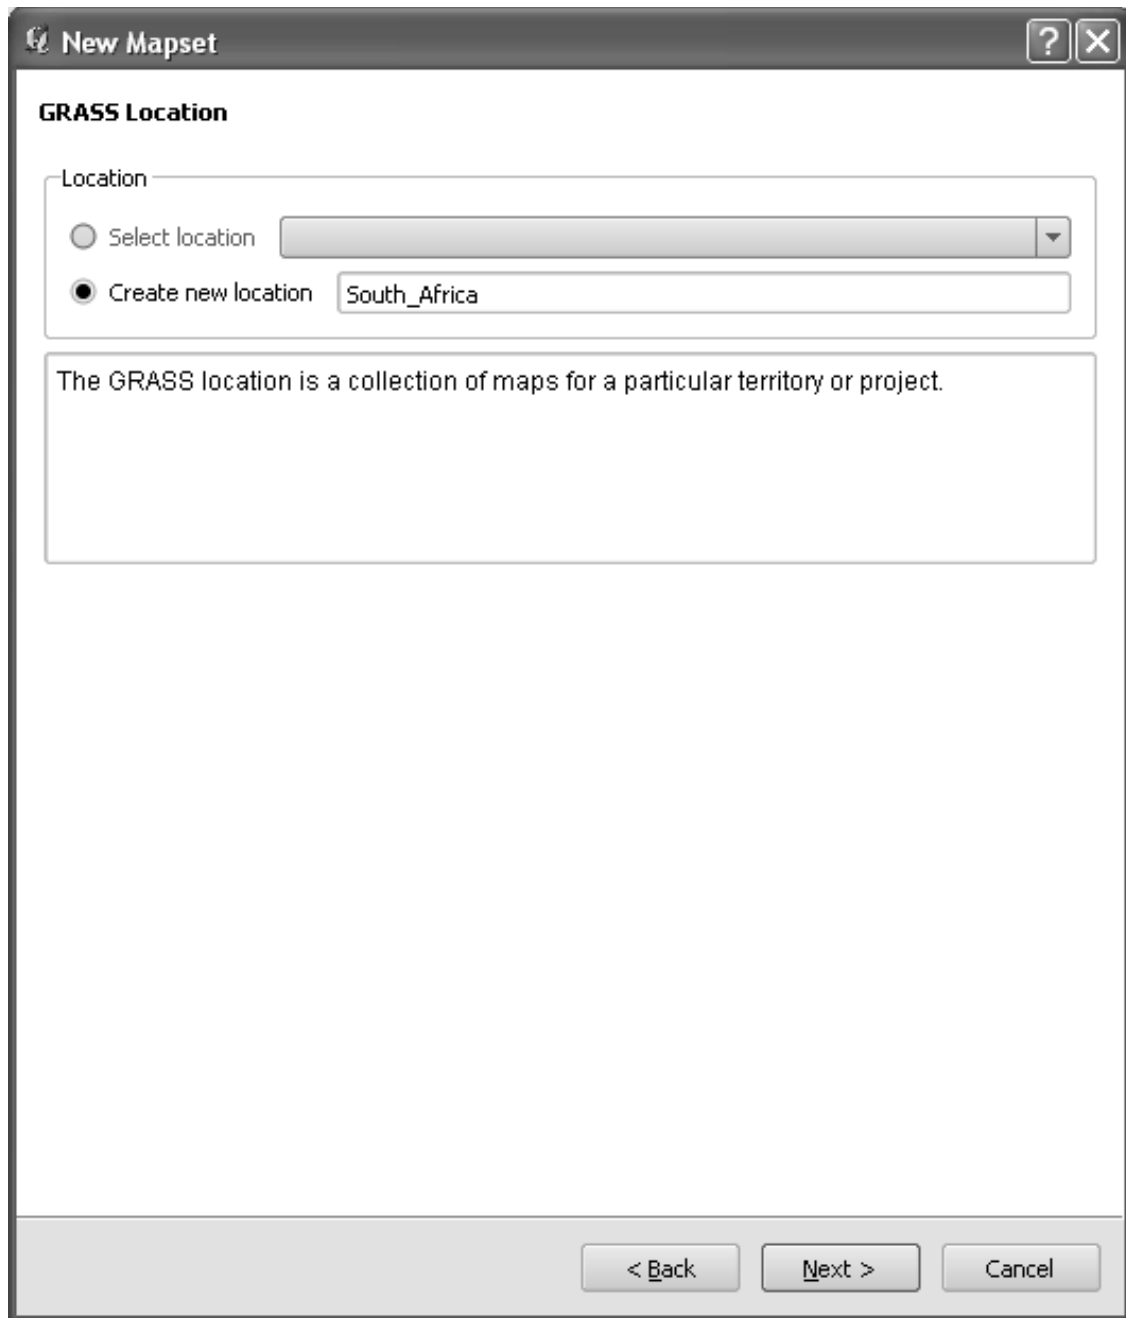 New Mapset
GRASS Location
Location
Select location
Create new location South_Africa
The GRASS location is a collection of maps for a particular territory or project.
< Back Next > Cancel